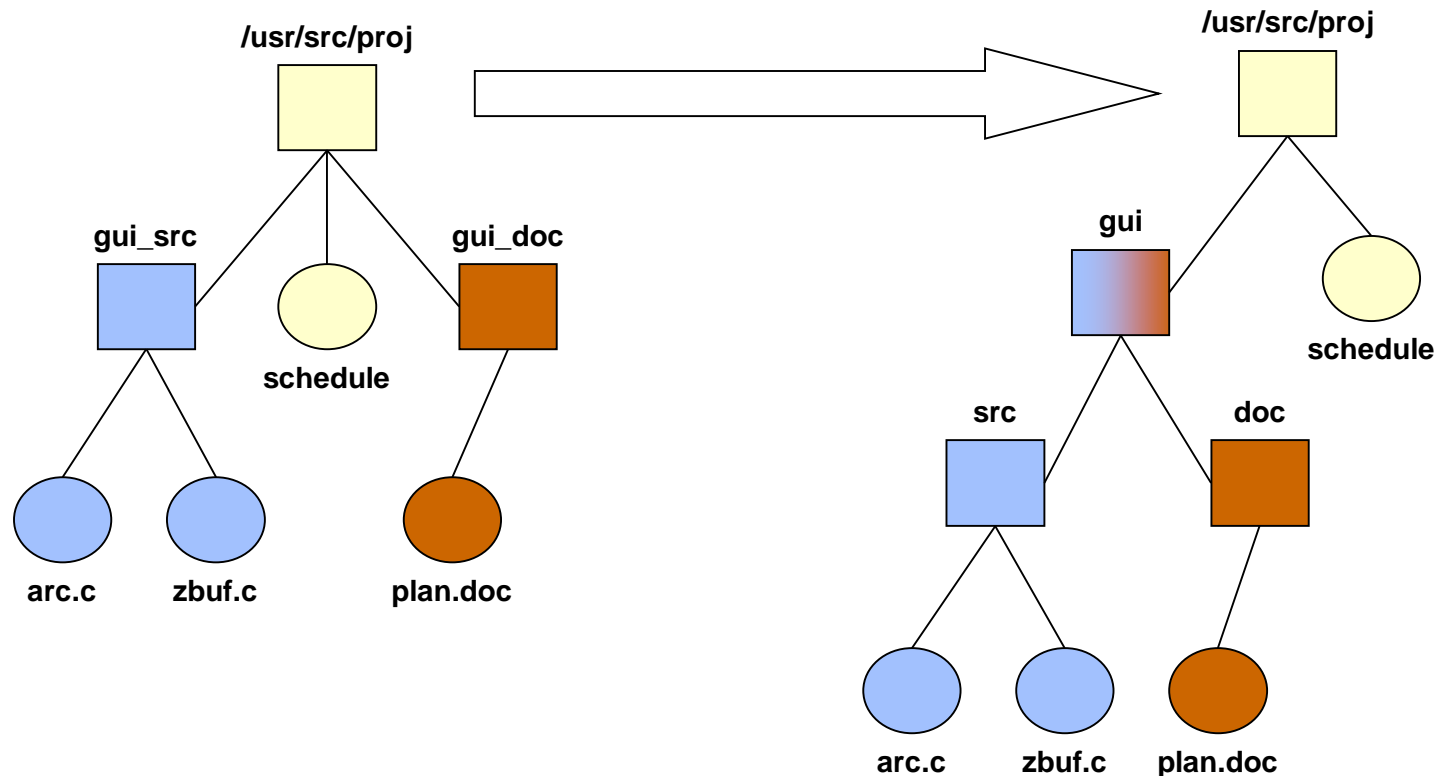 /usr/src/proj
gui_src
gui_doc
schedule
arc.c
zbuf.c
plan.doc
/usr/src/proj
gui
schedule
src
doc
arc.c
zbuf.c
plan.doc